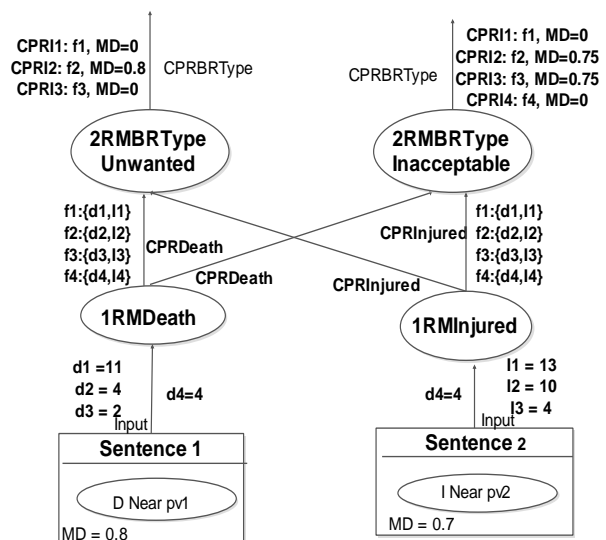 CPRI1: f1, MD=0
CPRI2: f2, MD=0.8
CPRI3: f3, MD=0
CPRBRType
CPRI1: f1, MD=0
CPRI2: f2, MD=0.75
CPRI3: f3, MD=0.75
CPRI4: f4, MD=0
CPRBRType
2RMBRType
Unwanted
2RMBRType
Inacceptable
f1:{d1,I1}
f2:{d2,I2}
f3:{d3,I3}
f4:{d4,I4}
CPRDeath
CPRDeath
CPRInjured
CPRInjured
f1:{d1,I1}
f2:{d2,I2}
f3:{d3,I3}
f4:{d4,I4}
1RMDeath
1RMInjured
d1 =11
d2 = 4
d3 = 2
d4=4
Input
d4=4
I1 = 13
I2 = 10
I3 = 4
Input
Sentence 1
D Near pv1
MD = 0.8
Sentence 2
I Near pv2
MD = 0.7